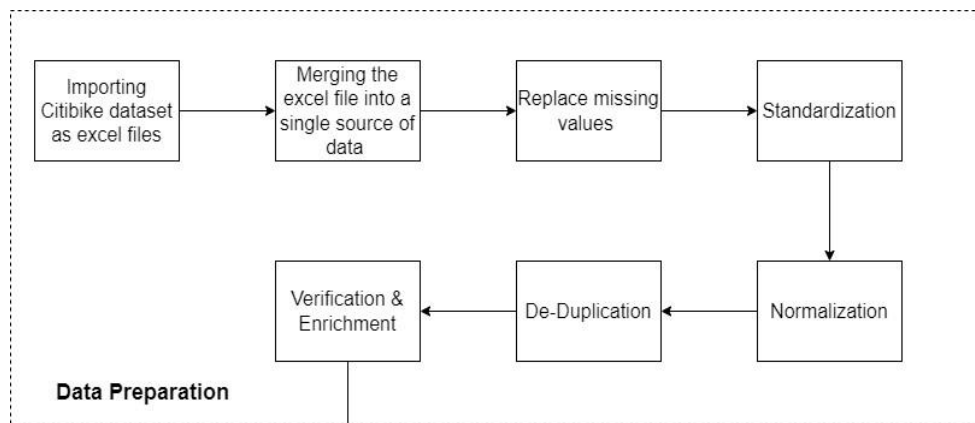 Importing
Citibike dataset
as excel files
Merging the
excel file into a
single source of
data
Replace missing
values
Standardization
Verification &
Enrichment
De-Duplication
Normalization
Data Preparation